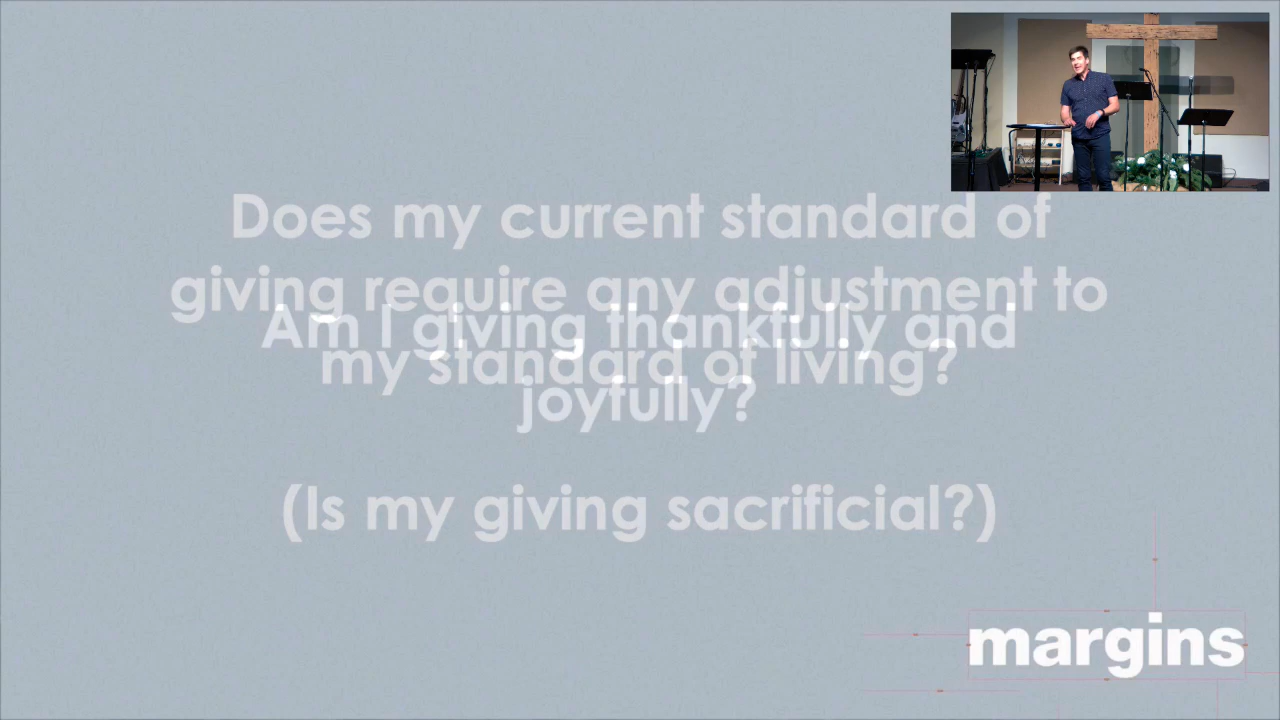 Does my current standard of
giving require any adjustment to
my standard of living?
(Is my giving sacrificial?)
Am I giving thankfully and
joyfully?
margins